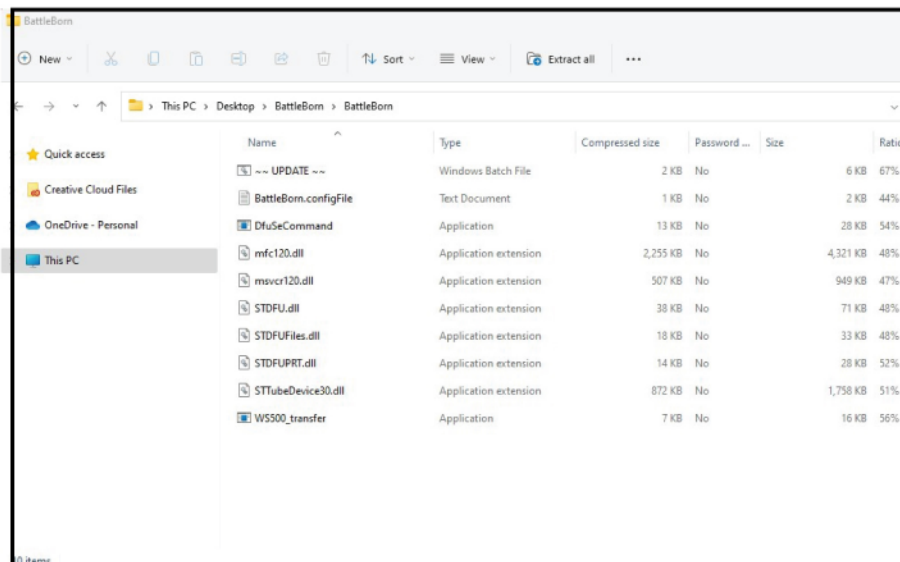 BattleBorn
New Sort View Extract all ...
This PC > Desktop > BattleBorn > BattleBorn
Name Type Compressed size Password ... Size
Quick access
Creative Cloud Files
OneDrive - Personal
This PC
~~ UPDATE ~~ Windows Batch File 2 KB No 6 KB 67%
BattleBorn.configFile Text Document 1 KB No 2 KB 44%
DfuSeCommand Application 13 KB No 28 KB 54%
mfc120.dll Application extension 2,255 KB No 4,321 KB 48%
msvcr120.dll Application extension 507 KB No 949 KB 47%
STDFU.dll Application extension 38 KB No 71 KB 48%
STDFUFiles.dll Application extension 18 KB No 33 KB 48%
STDFUPRT.dll Application extension 14 KB No 28 KB 52%
STTubeDevice30.dll Application extension 872 KB No 1,758 KB 51%
WS500_transfer Application 7 KB No 16 KB 56%
items